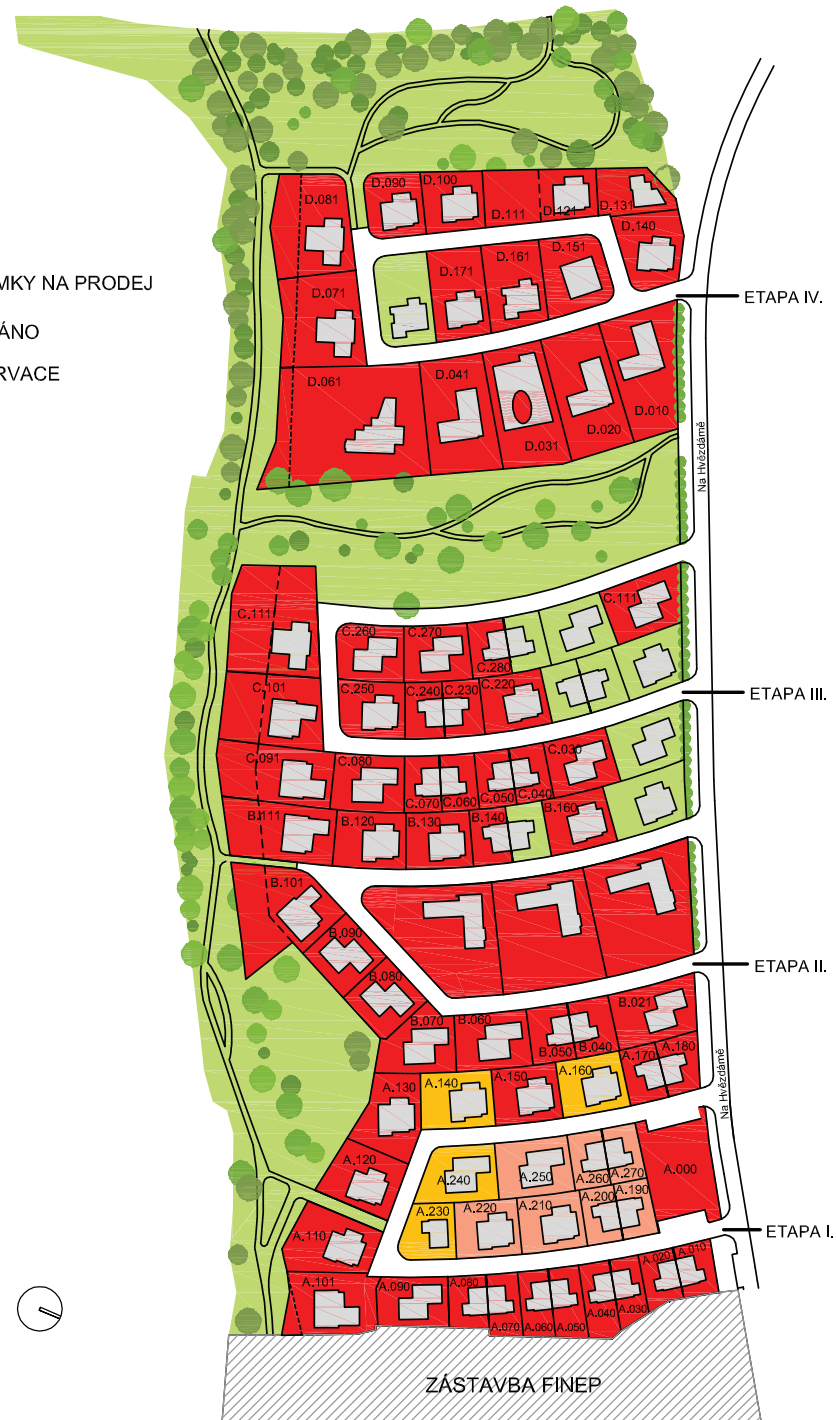 D.081
D.090
D.100
D.111
D.121
D.131
D.140
D.171
D.161
D.151
MKY NA PRODEJ
D.071
ETAPA IV.
ÁNO
RVACE
D.061
D.041
D.031
D.020
D.010
Na Hvězdárně
C.111
C.260
C.270
C.280
C.111
C.101
C.250
C.240
C.230
C.220
ETAPA III.
C.091
C.080
C.070
C.060
C.050
C.040
C.030
B.111
B.120
B.130
B.140
B.160
B.101
B.090
B.080
ETAPA II.
B.070
B.060
B.050
B.040
B.021
A.130
A.140
A.150
A.160
A.170
A.180
Na Hvězdárně
A.120
A.240
A.250
A.260
A.270
A.000
A.110
A.230
A.220
A.210
A.200
A.190
ETAPA I.
A.101
A.090
A.080
A.070
A.060
A.050
A.040
A.030
A.020
A.010
ZÁSTAVBA FINEP